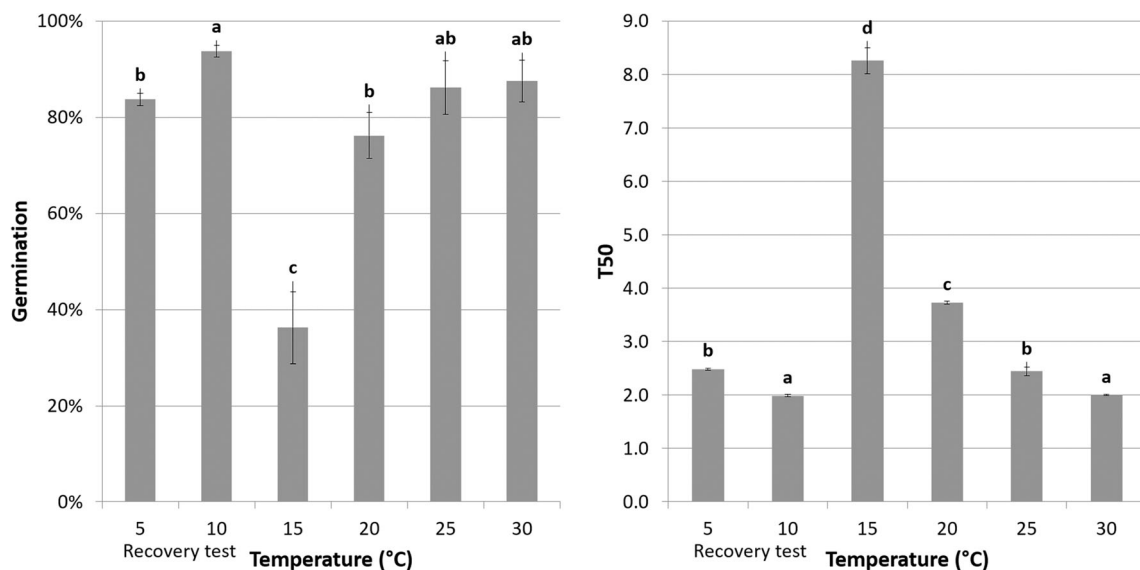 Germination
100%
80%
60%
40%
20%
0%
b
a
c
b
ab
ab
5 10 15 20 25 30
Recovery test
Temperature (°C)
T50
9.0
8.0
7.0
6.0
5.0
4.0
3.0
2.0
1.0
0.0
b
a
d
c
b
a
5 10 15 20 25 30
Recovery test
Temperature (°C)